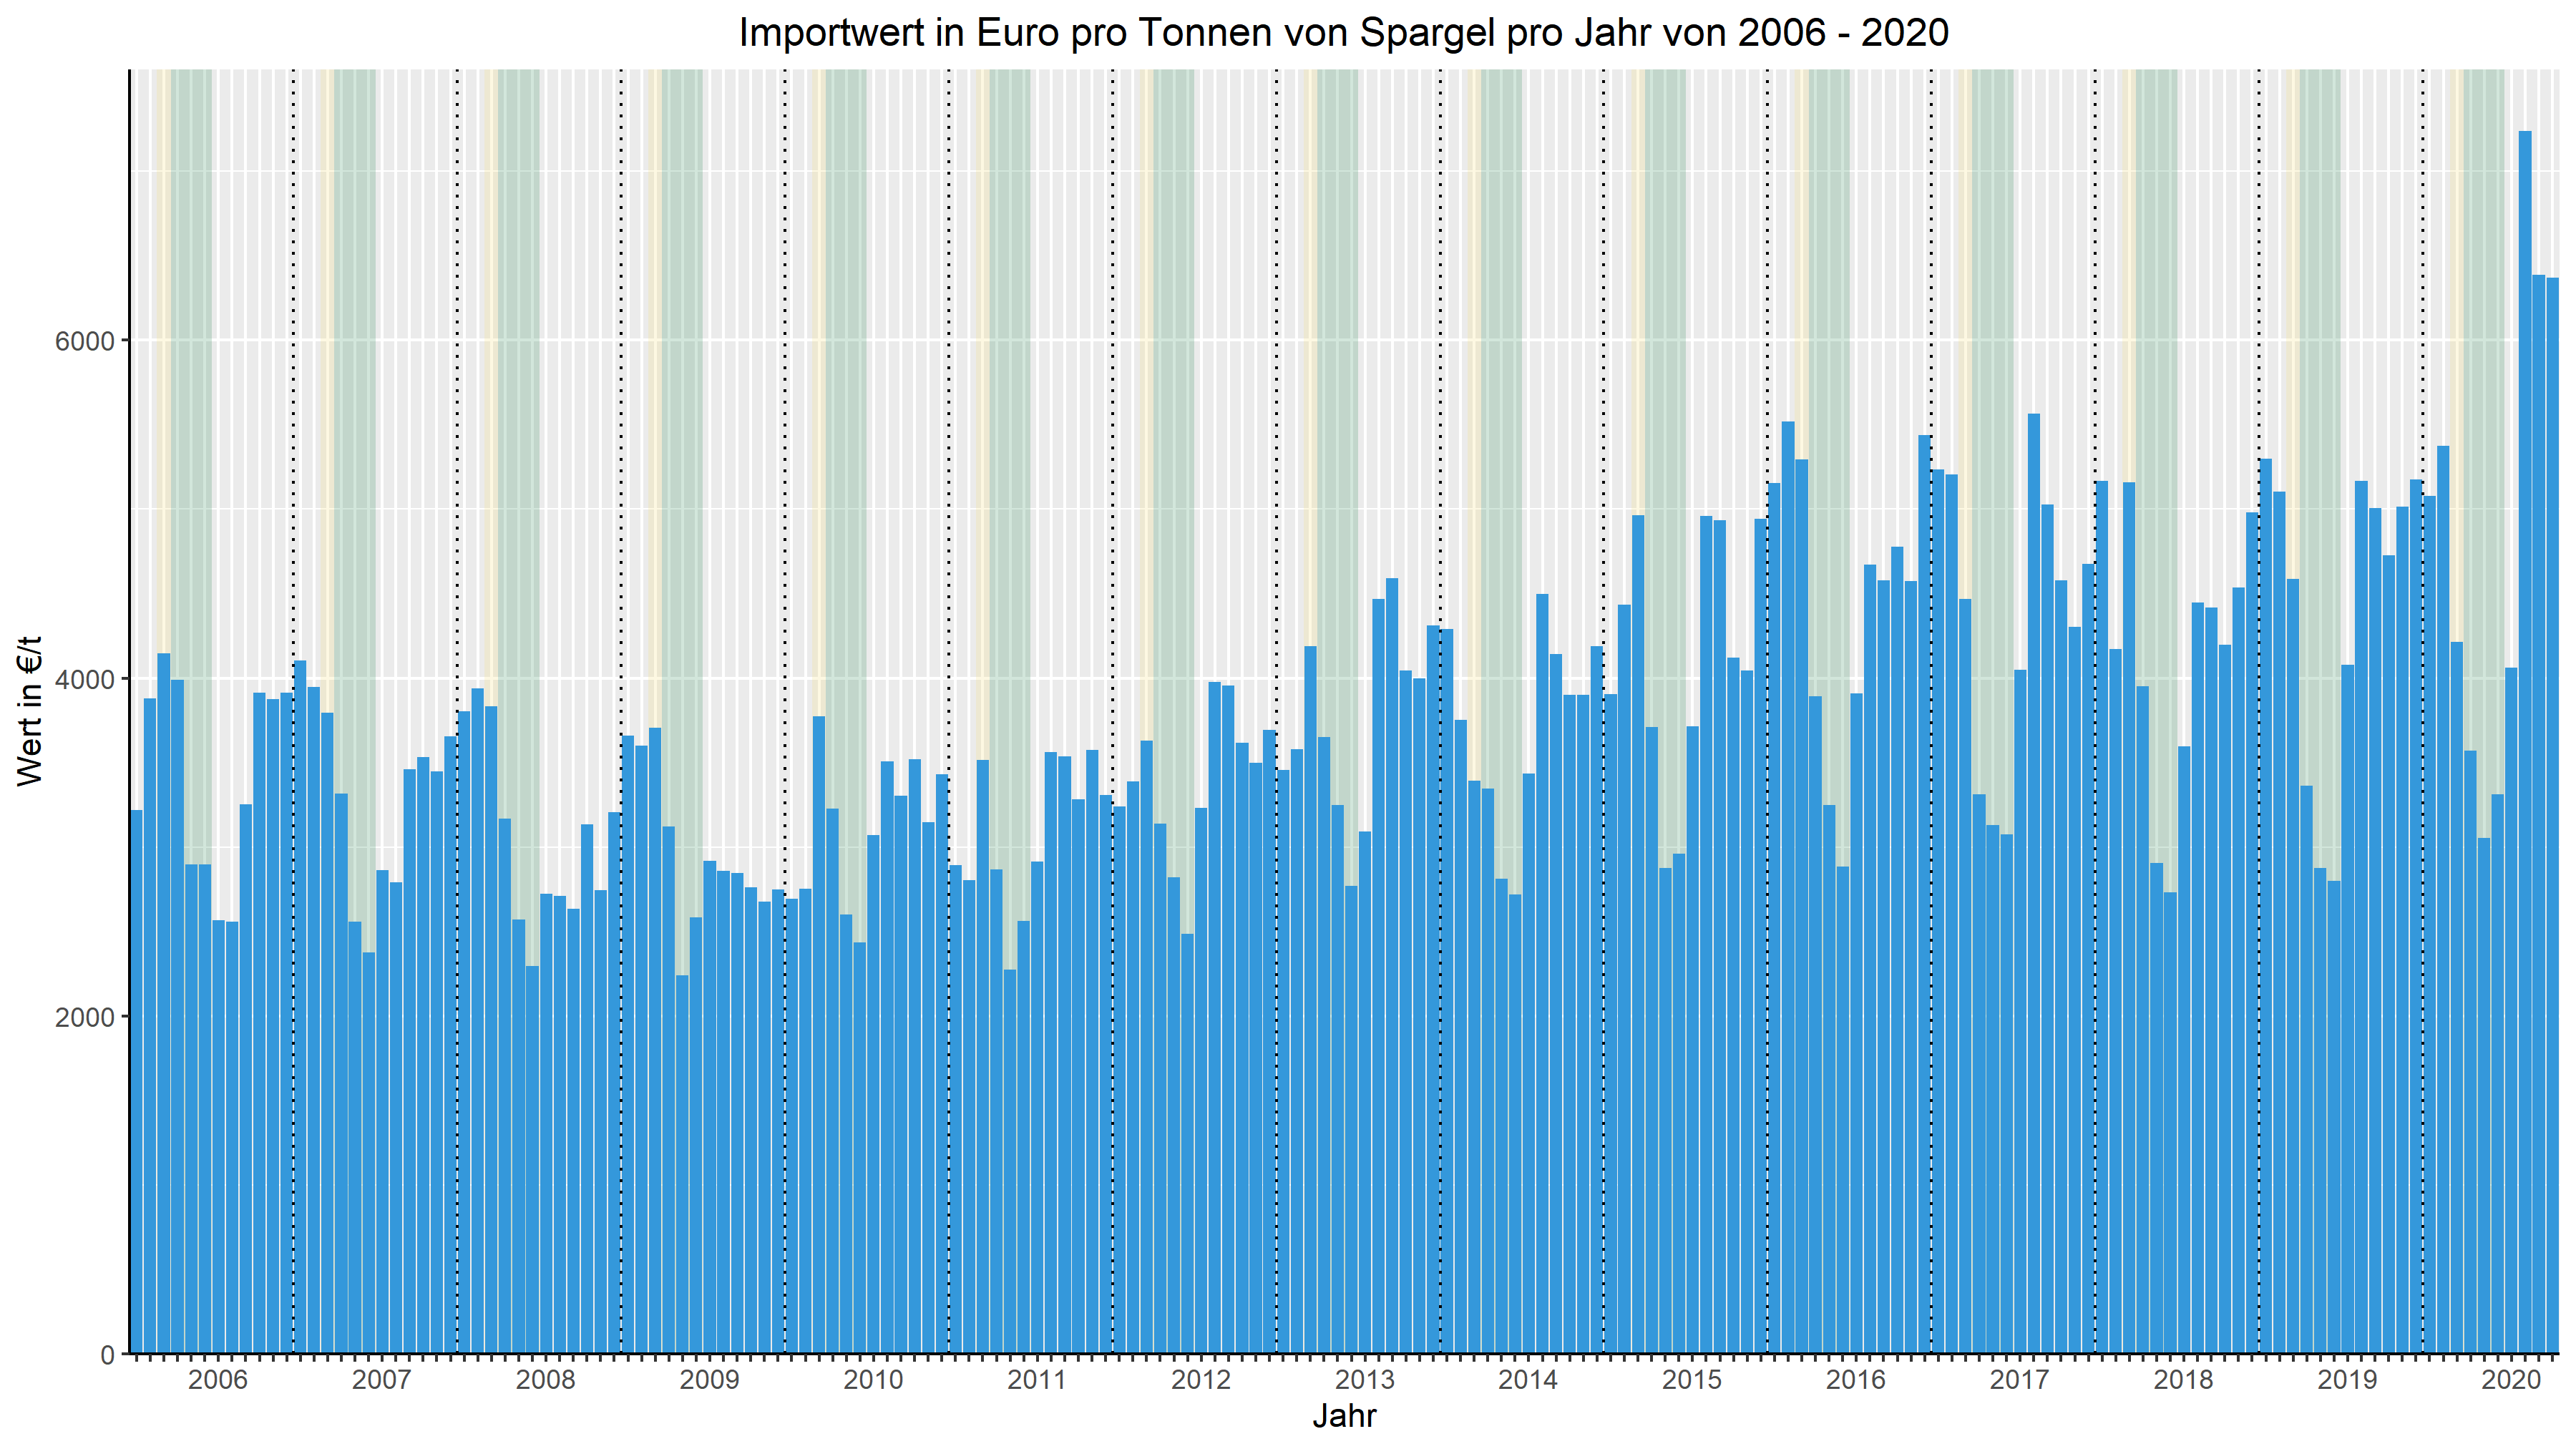 Importwert in Euro pro Tonnen von Spargel pro Jahr von 2006 - 2020
Wert in €/t
6000
4000
2000
0
2006 2007 2008 2009 2010 2011 2012 2013 2014 2015 2016 2017 2018 2019 2020
Jahr